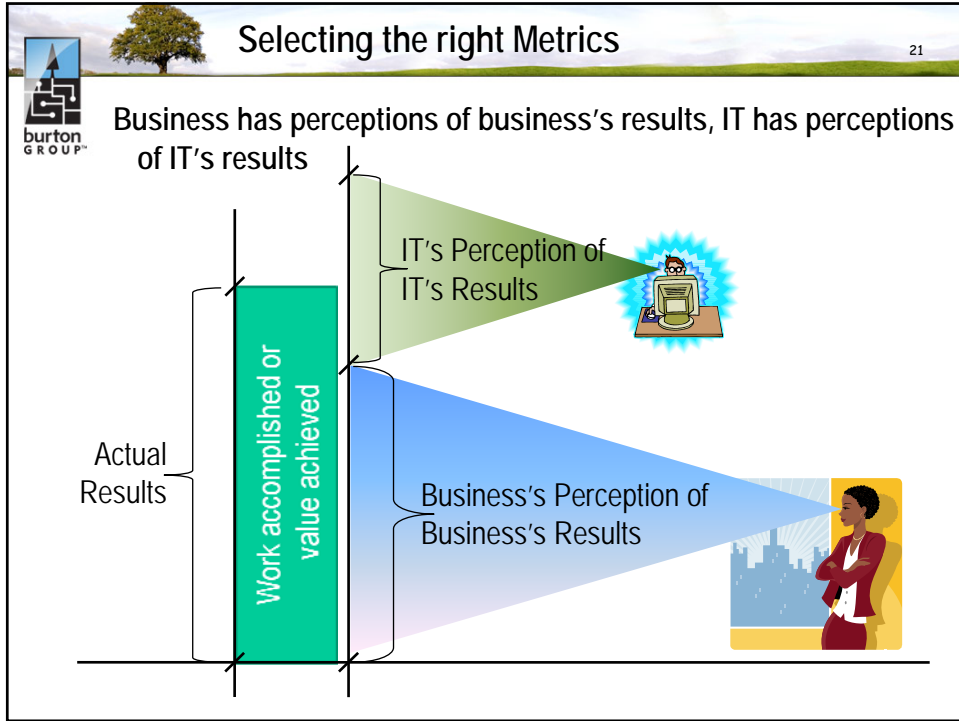 Selecting the right Metrics
21
burton
GROUP™
Business has perceptions of business's results, IT has perceptions
of IT's results
IT's Perception of
IT's Results
Work accomplished or
value achieved
Actual
Results
Business's Perception of
Business's Results